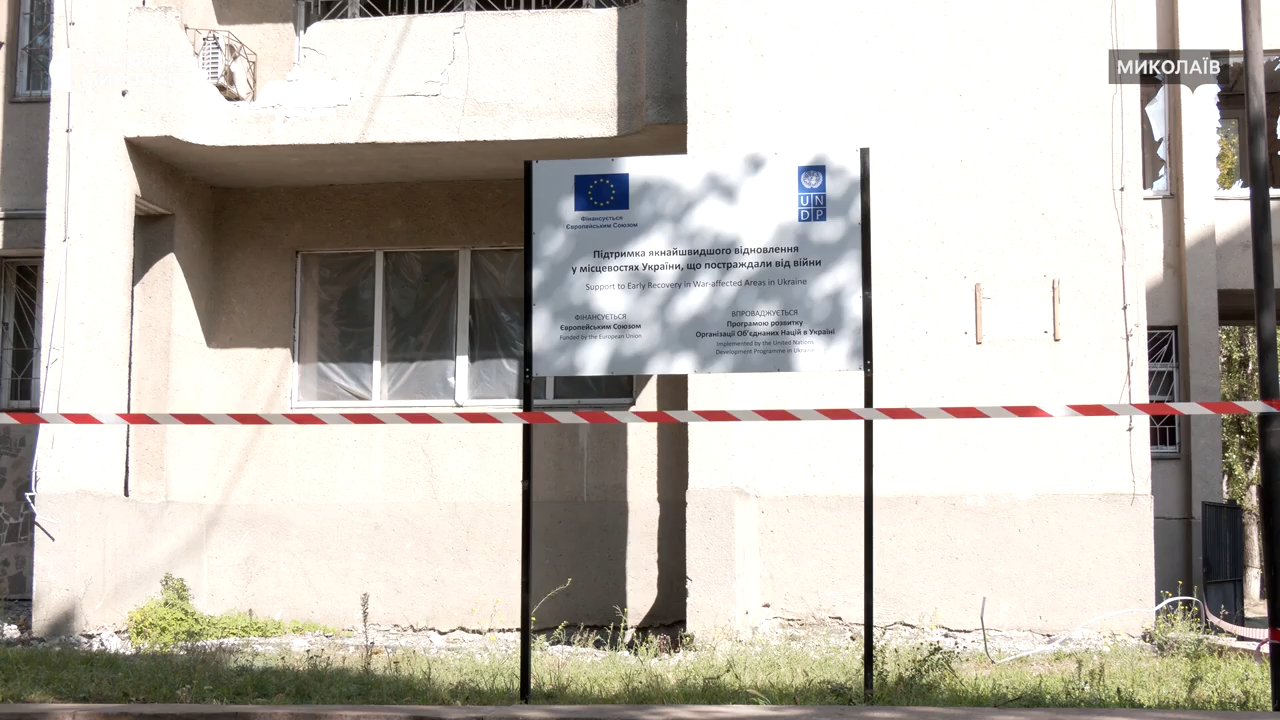 МИКОЛАЇВ
UN
DP
Фінансується
Європейським Союзом
Підтримка якнайшвидшого відновлення
у місцевостях України, що постраждали від війни
Support to Early Recovery in War-affected Areas in Ukraine
ФІНАНСУЄТЬСЯ
Європейським Союзом
Funded by the European Union
ВПРОВАДЖУЄТЬСЯ
Програмою розвитку
Організації Об'єднаних Націй в Україні
Implemented by the United Nations
Development Programme in Ukraine